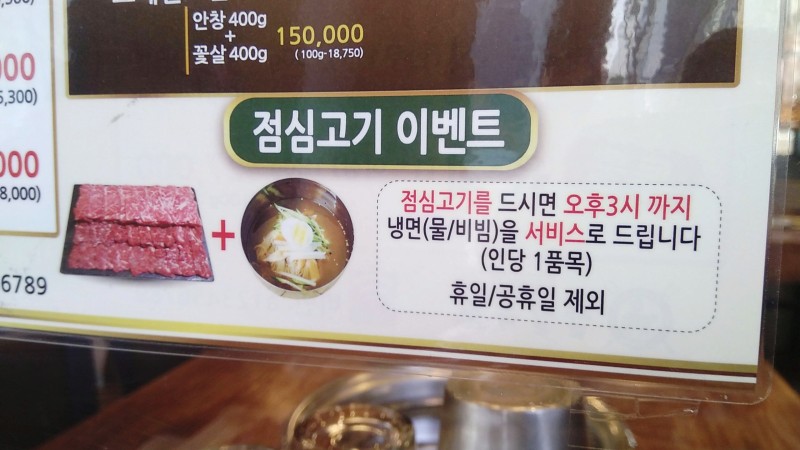 안창 400g
+
꽃살 400g
150,000
(100g-18,750)
000
5,300)
000
8,000)
점심고기 이벤트
+
점심고기를 드시면 오후3시 까지
냉면(물/비빔)을 서비스로 드립니다
(인당 1품목)
휴일/공휴일 제외
6789